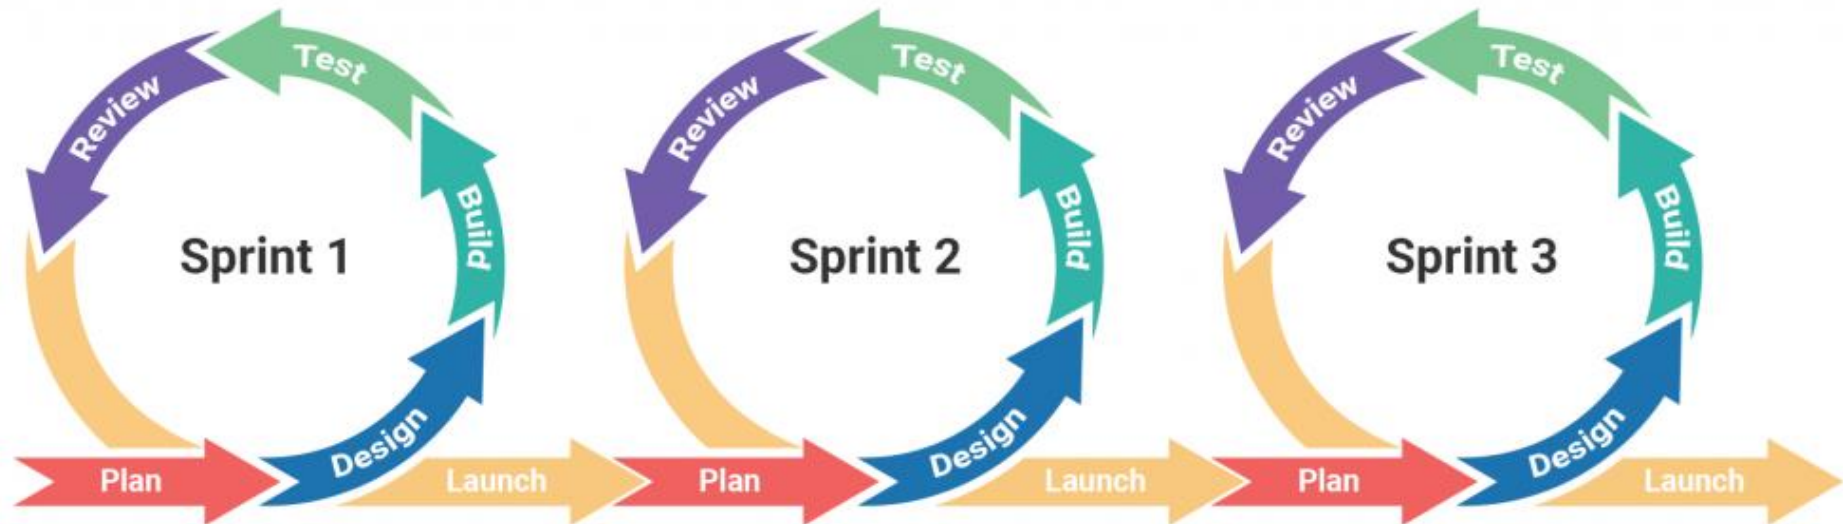 Test
Review
Build
Sprint 1
Design
Plan
Launch
Test
Review
Build
Sprint 2
Design
Plan
Launch
Test
Review
Build
Sprint 3
Design
Plan
Launch